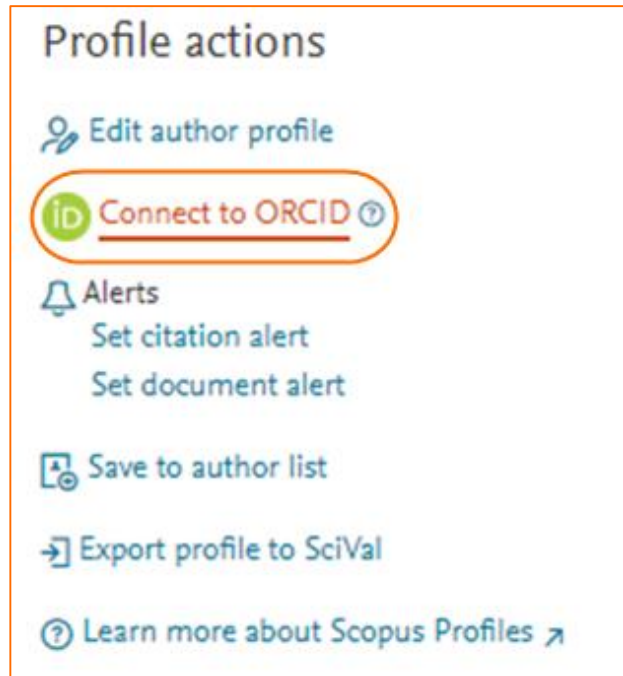 Profile actions
Edit author profile
iD Connect to ORCID ?
Alerts
Set citation alert
Set document alert
Save to author list
Export profile to SciVal
? Learn more about Scopus Profiles ↗